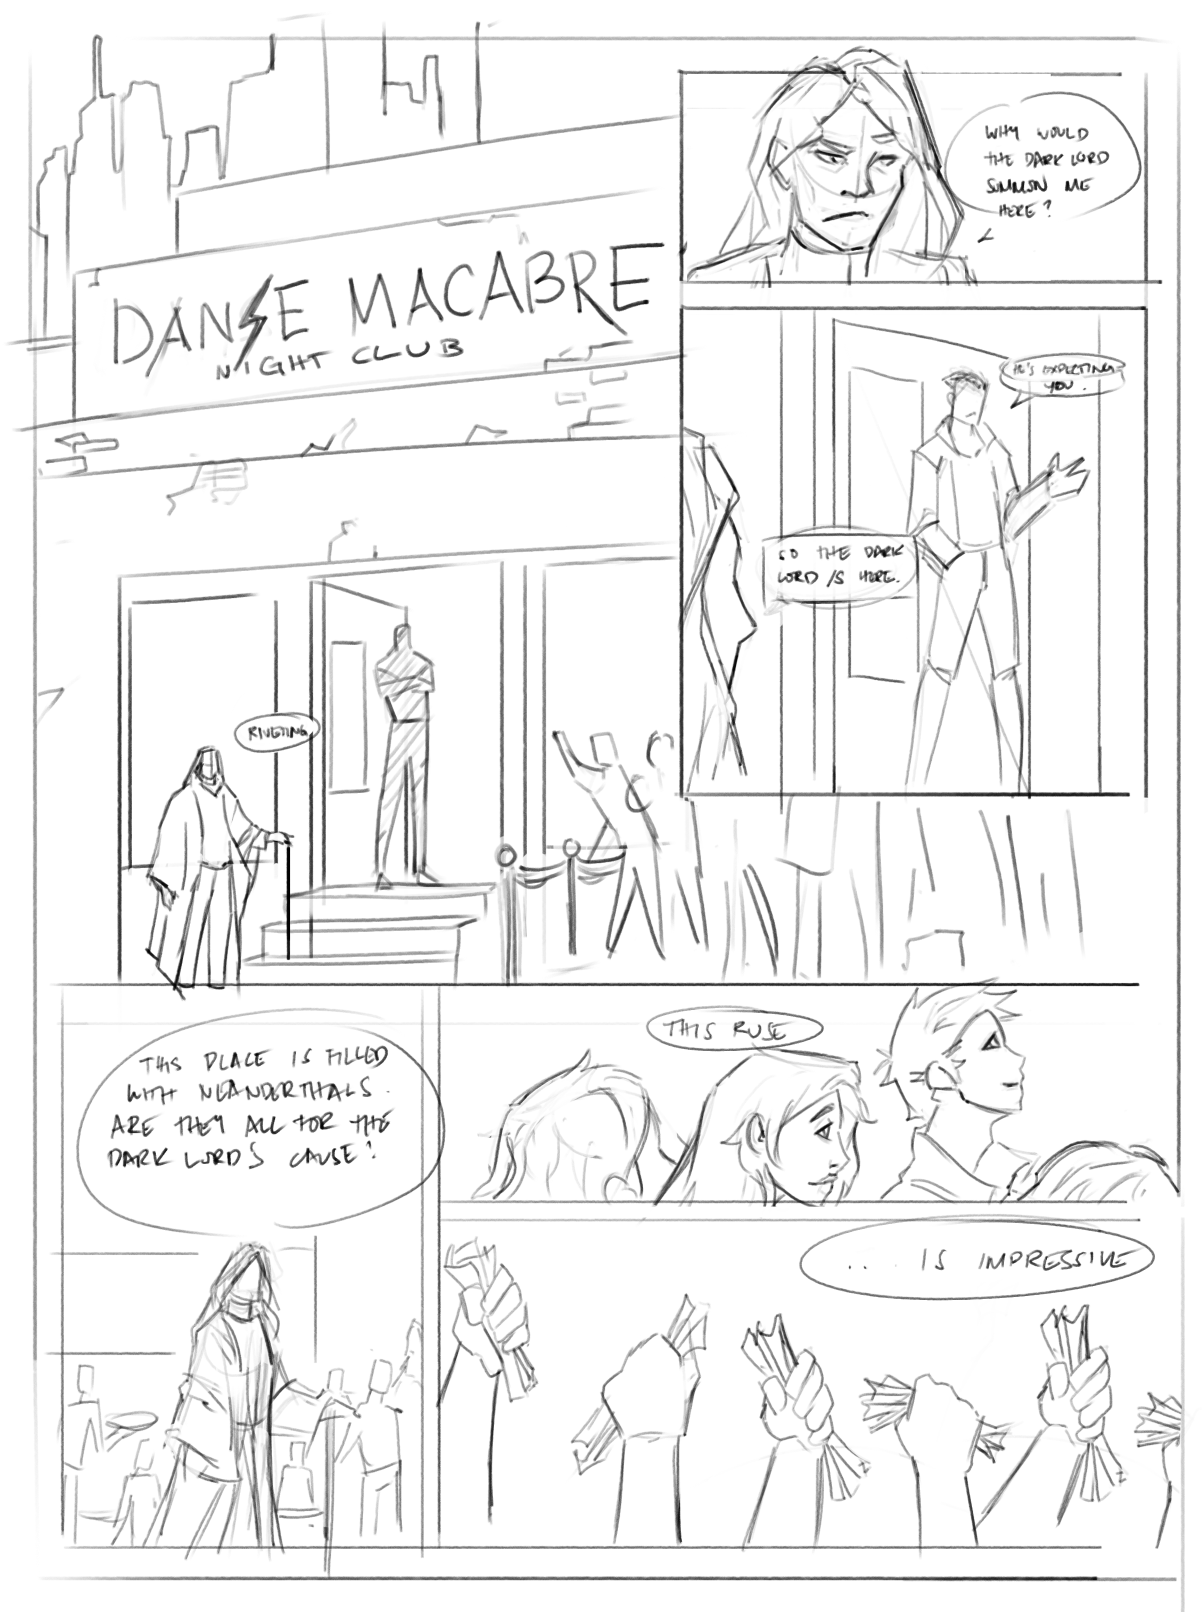 DANSE MACABRE
NIGHT CLUB
RIVETING
WHY WOULD
THE DARK LORD
SUMMON ME
HERE?
HE'S EXPECTING
YOU.
SO THE DARK
LORD IS HERE.
THIS PLACE IS FILLED
WITH NEANDERTHALS.
ARE THEY ALL FOR THE
DARK LORD'S CAUSE?
THIS RUSE
... IS IMPRESSIVE